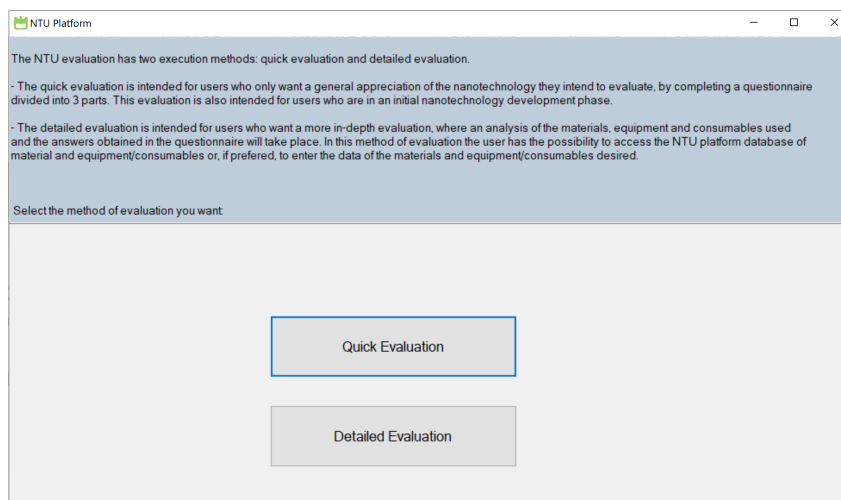 NTU Platform
The NTU evaluation has two execution methods: quick evaluation and detailed evaluation.
- The quick evaluation is intended for users who only want a general appreciation of the nanotechnology they intend to evaluate, by completing a questionnaire
divided into 3 parts. This evaluation is also intended for users who are in an initial nanotechnology development phase.
- The detailed evaluation is intended for users who want a more in-depth evaluation, where an analysis of the materials, equipment and consumables used
and the answers obtained in the questionnaire will take place. In this method of evaluation the user has the possibility to access the NTU platform database of
material and equipment/consumables or, if prefered, to enter the data of the materials and equipment/consumables desired.
Select the method of evaluation you want:
Quick Evaluation
Detailed Evaluation